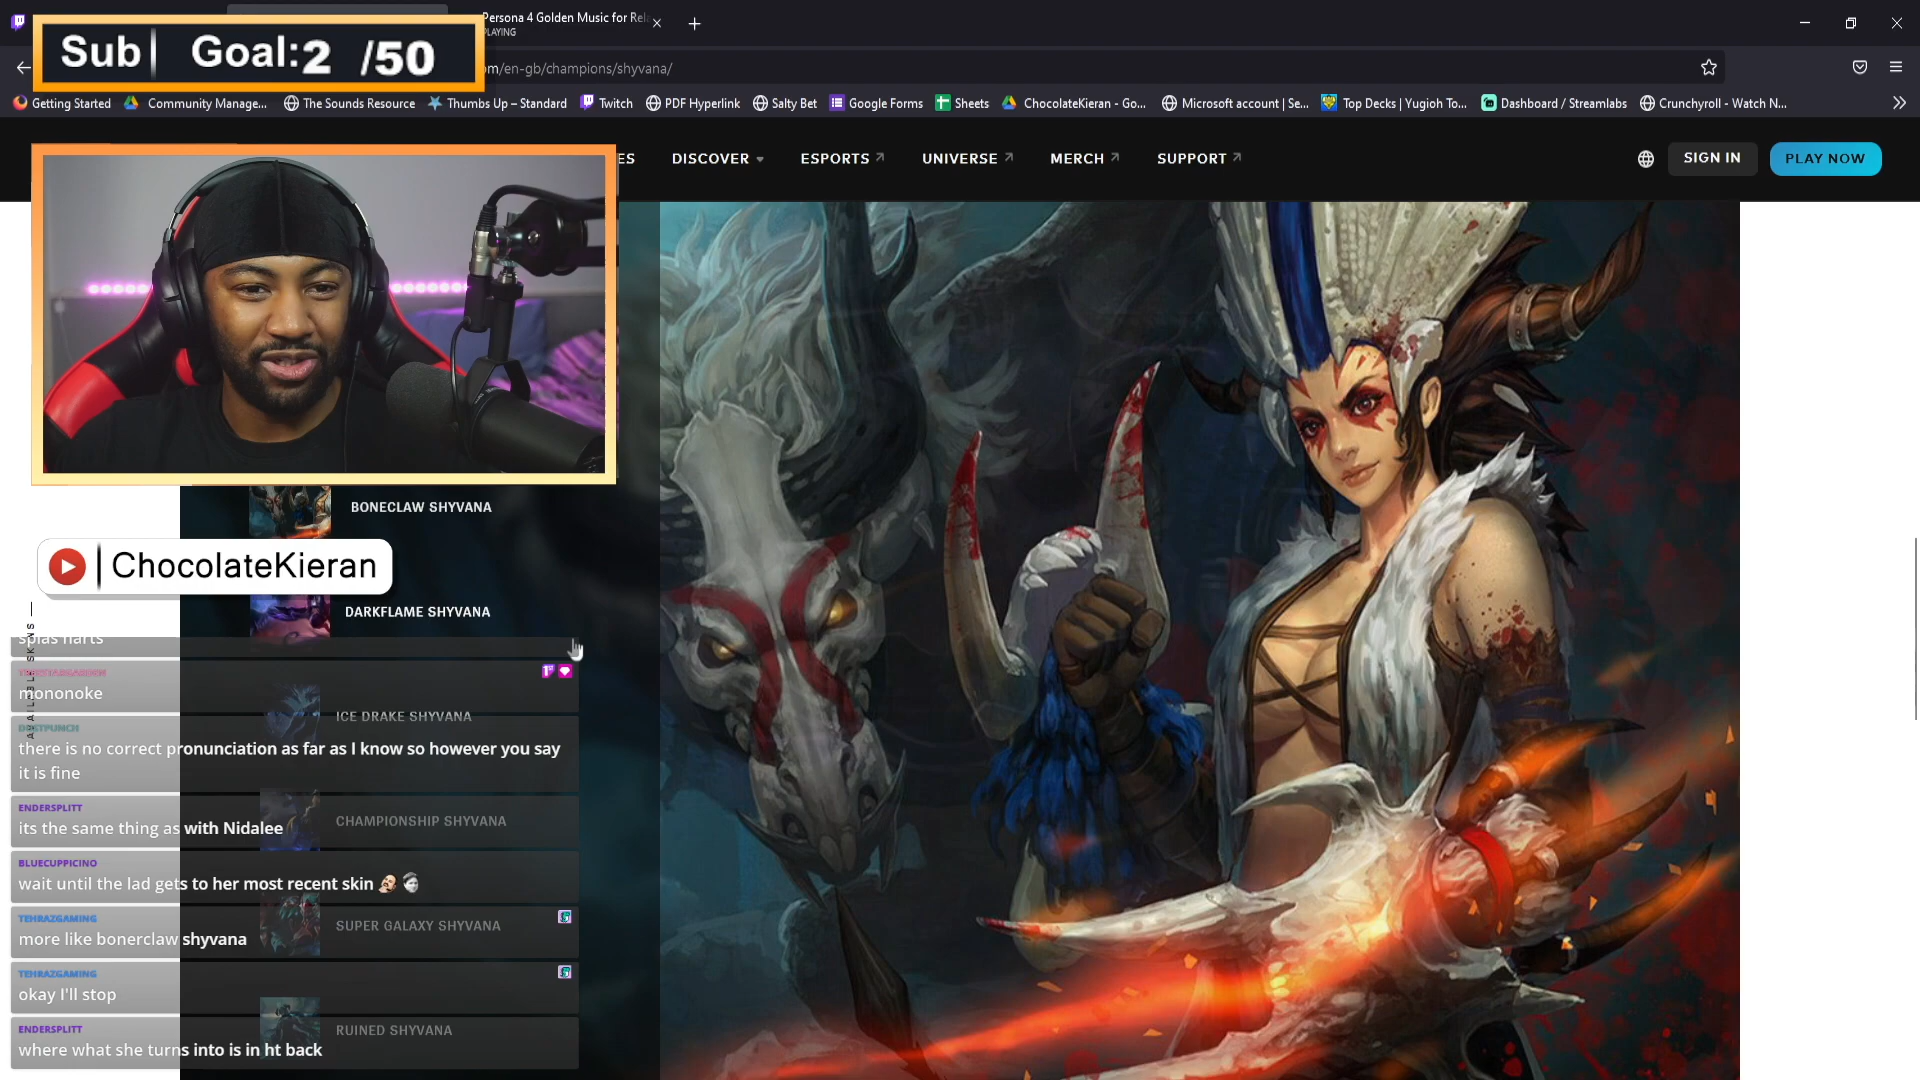 Persona 4 Golden Music for Rel
PLAYING
Sub| Goal:2 /50
om/en-gb/champions/shyvana/
Getting Started
Community Manage...
The Sounds Resource
Thumbs Up – Standard
Twitch
PDF Hyperlink
Salty Bet
Google Forms
Sheets
ChocolateKieran - Go...
Microsoft account | Se...
Top Decks | Yugioh To...
Dashboard / Streamlabs
Crunchyroll - Watch N...
ES
DISCOVER
ESPORTS
UNIVERSE
MERCH
SUPPORT
SIGN IN
PLAY NOW
BONECLAW SHYVANA
| ChocolateKieran
DARKFLAME SHYVANA
mononoke
ICE DRAKE SHYVANA
there is no correct pronunciation as far as I know so however you say
it is fine
ENDERSPLITT
its the same thing as with Nidalee
CHAMPIONSHIP SHYVANA
BLUECUPPICINO
wait until the lad gets to her most recent skin
TEHRAZGAMING
more like bonerclaw shyvana
SUPER GALAXY SHYVANA
TEHRAZGAMING
okay I'll stop
ENDERSPLITT
where what she turns into is in ht back
RUINED SHYVANA